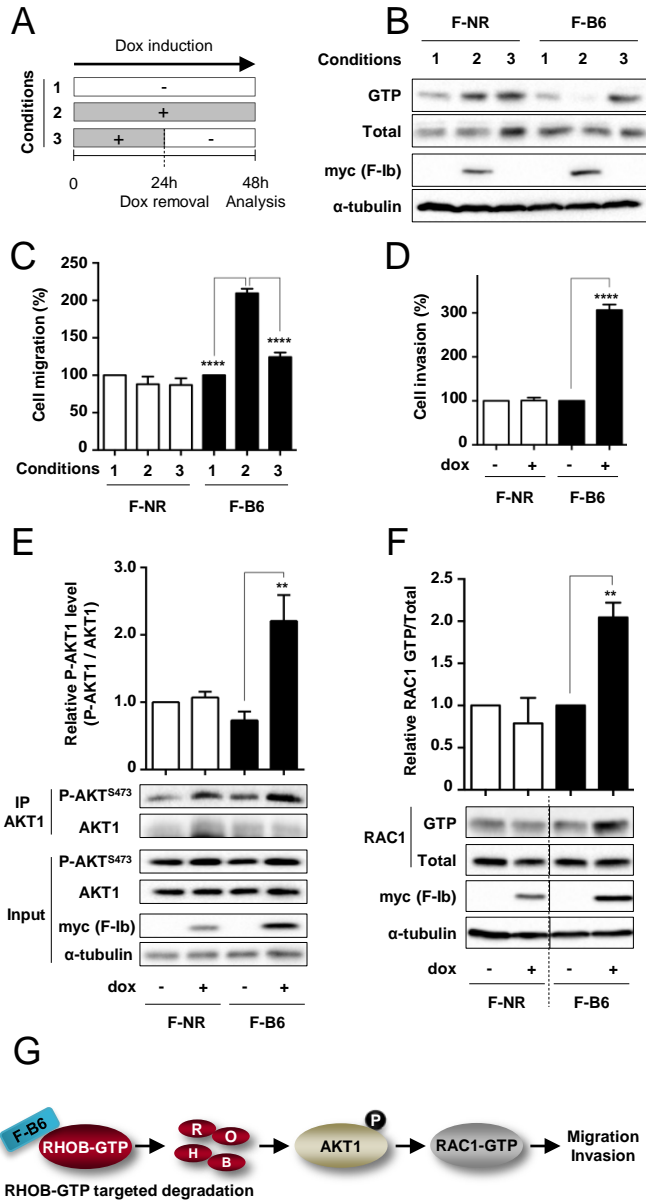 A
Dox induction
Conditions
1 -
2 +
3 + -
0 24h 48h
Dox removal Analysis
B
F-NR F-B6
Conditions 1 2 3 1 2 3
GTP
Total
myc (F-Ib)
α-tubulin
C
Cell migration (%)
250
200
150
100
50
0
**** ****
Conditions 1 2 3 1 2 3
F-NR F-B6
D
Cell invasion (%)
300
200
100
0
****
dox - + - +
F-NR F-B6
E
Relative P-AKT1 level
(P-AKT1 / AKT1)
3.0
2.0
1.0
0.0
**
IP
AKT1
P-AKTS473
AKT1
Input
P-AKTS473
AKT1
myc (F-Ib)
α-tubulin
dox - + - +
F-NR F-B6
F
Relative RAC1 GTP/Total
2.5
2.0
1.5
1.0
0.5
0.0
**
RAC1
GTP
Total
myc (F-Ib)
α-tubulin
dox - + - +
F-NR F-B6
G
F-B6
RHOB-GTP
R
O
H
B
P
AKT1
RAC1-GTP
Migration
Invasion
RHOB-GTP targeted degradation